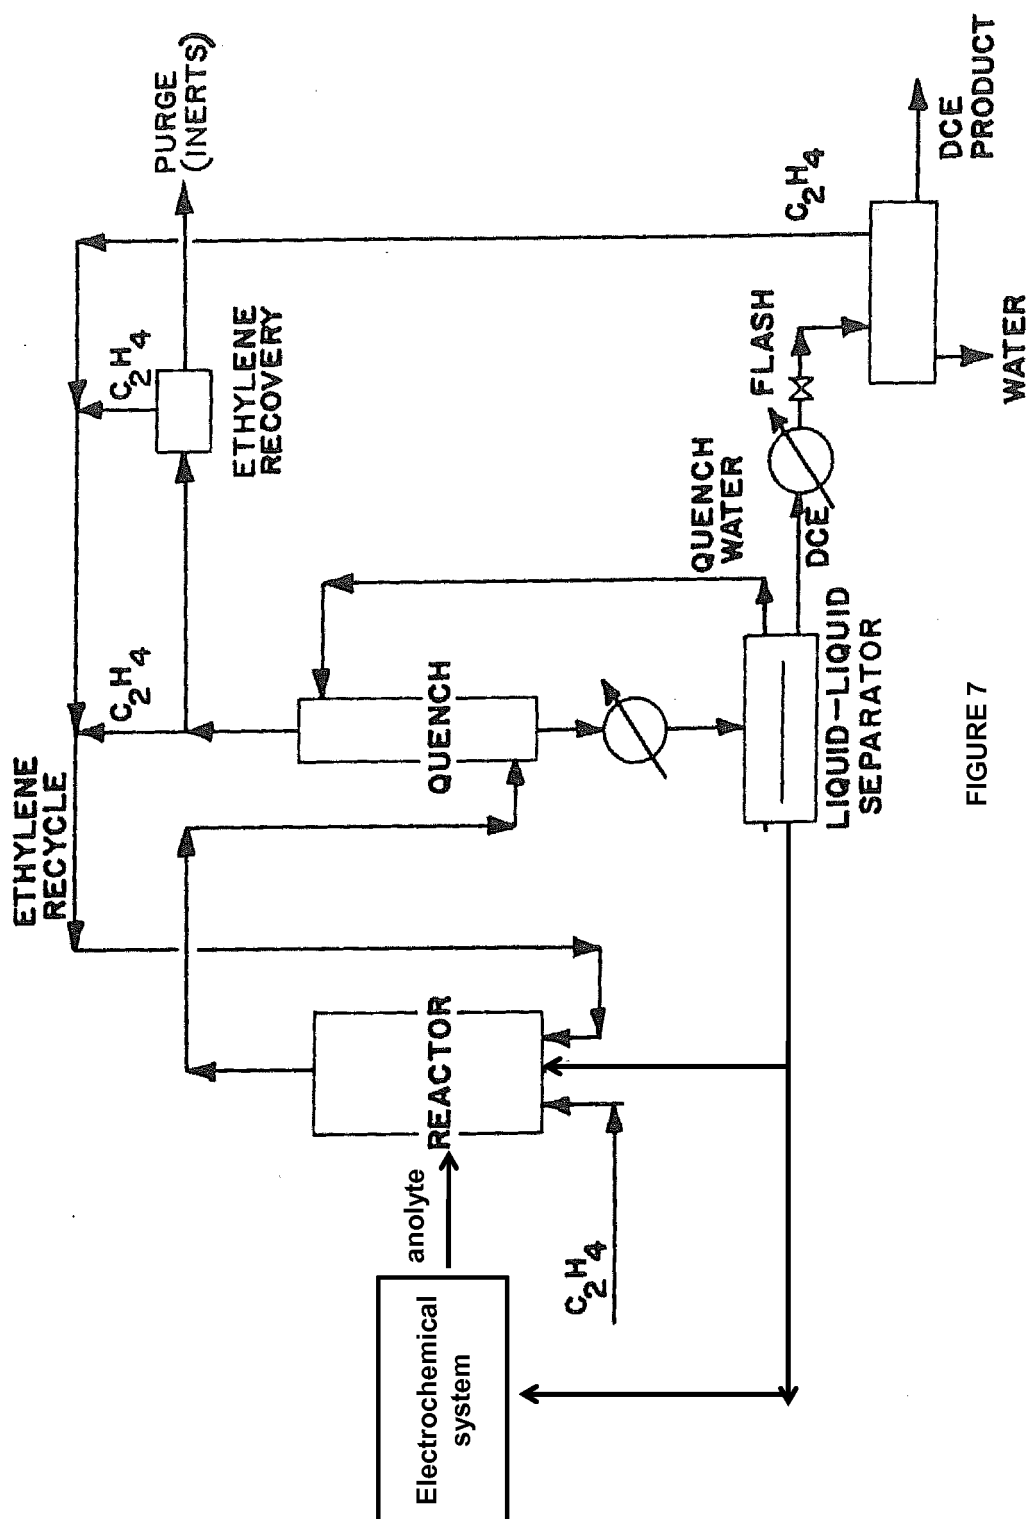 ETHYLENE
RECYCLE
C2H4
C2H4
PURGE
(INERTS)
ETHYLENE
RECOVERY
Electrochemical
system
anolyte
REACTOR
QUENCH
C2H4
QUENCH
WATER
FLASH
C2H4
DCE
LIQUID-LIQUID
SEPARATOR
DCE
PRODUCT
WATER
FIGURE 7